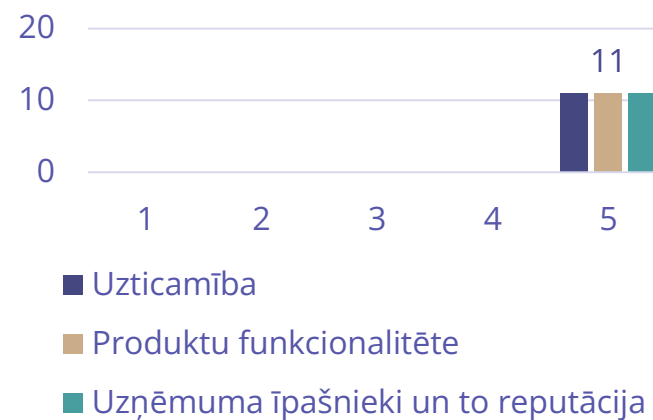 20
11
10
0
1 2 3 4 5
Uzticamība
Produktu funkcionalitēte
Uzņēmuma īpašnieki un to reputācija